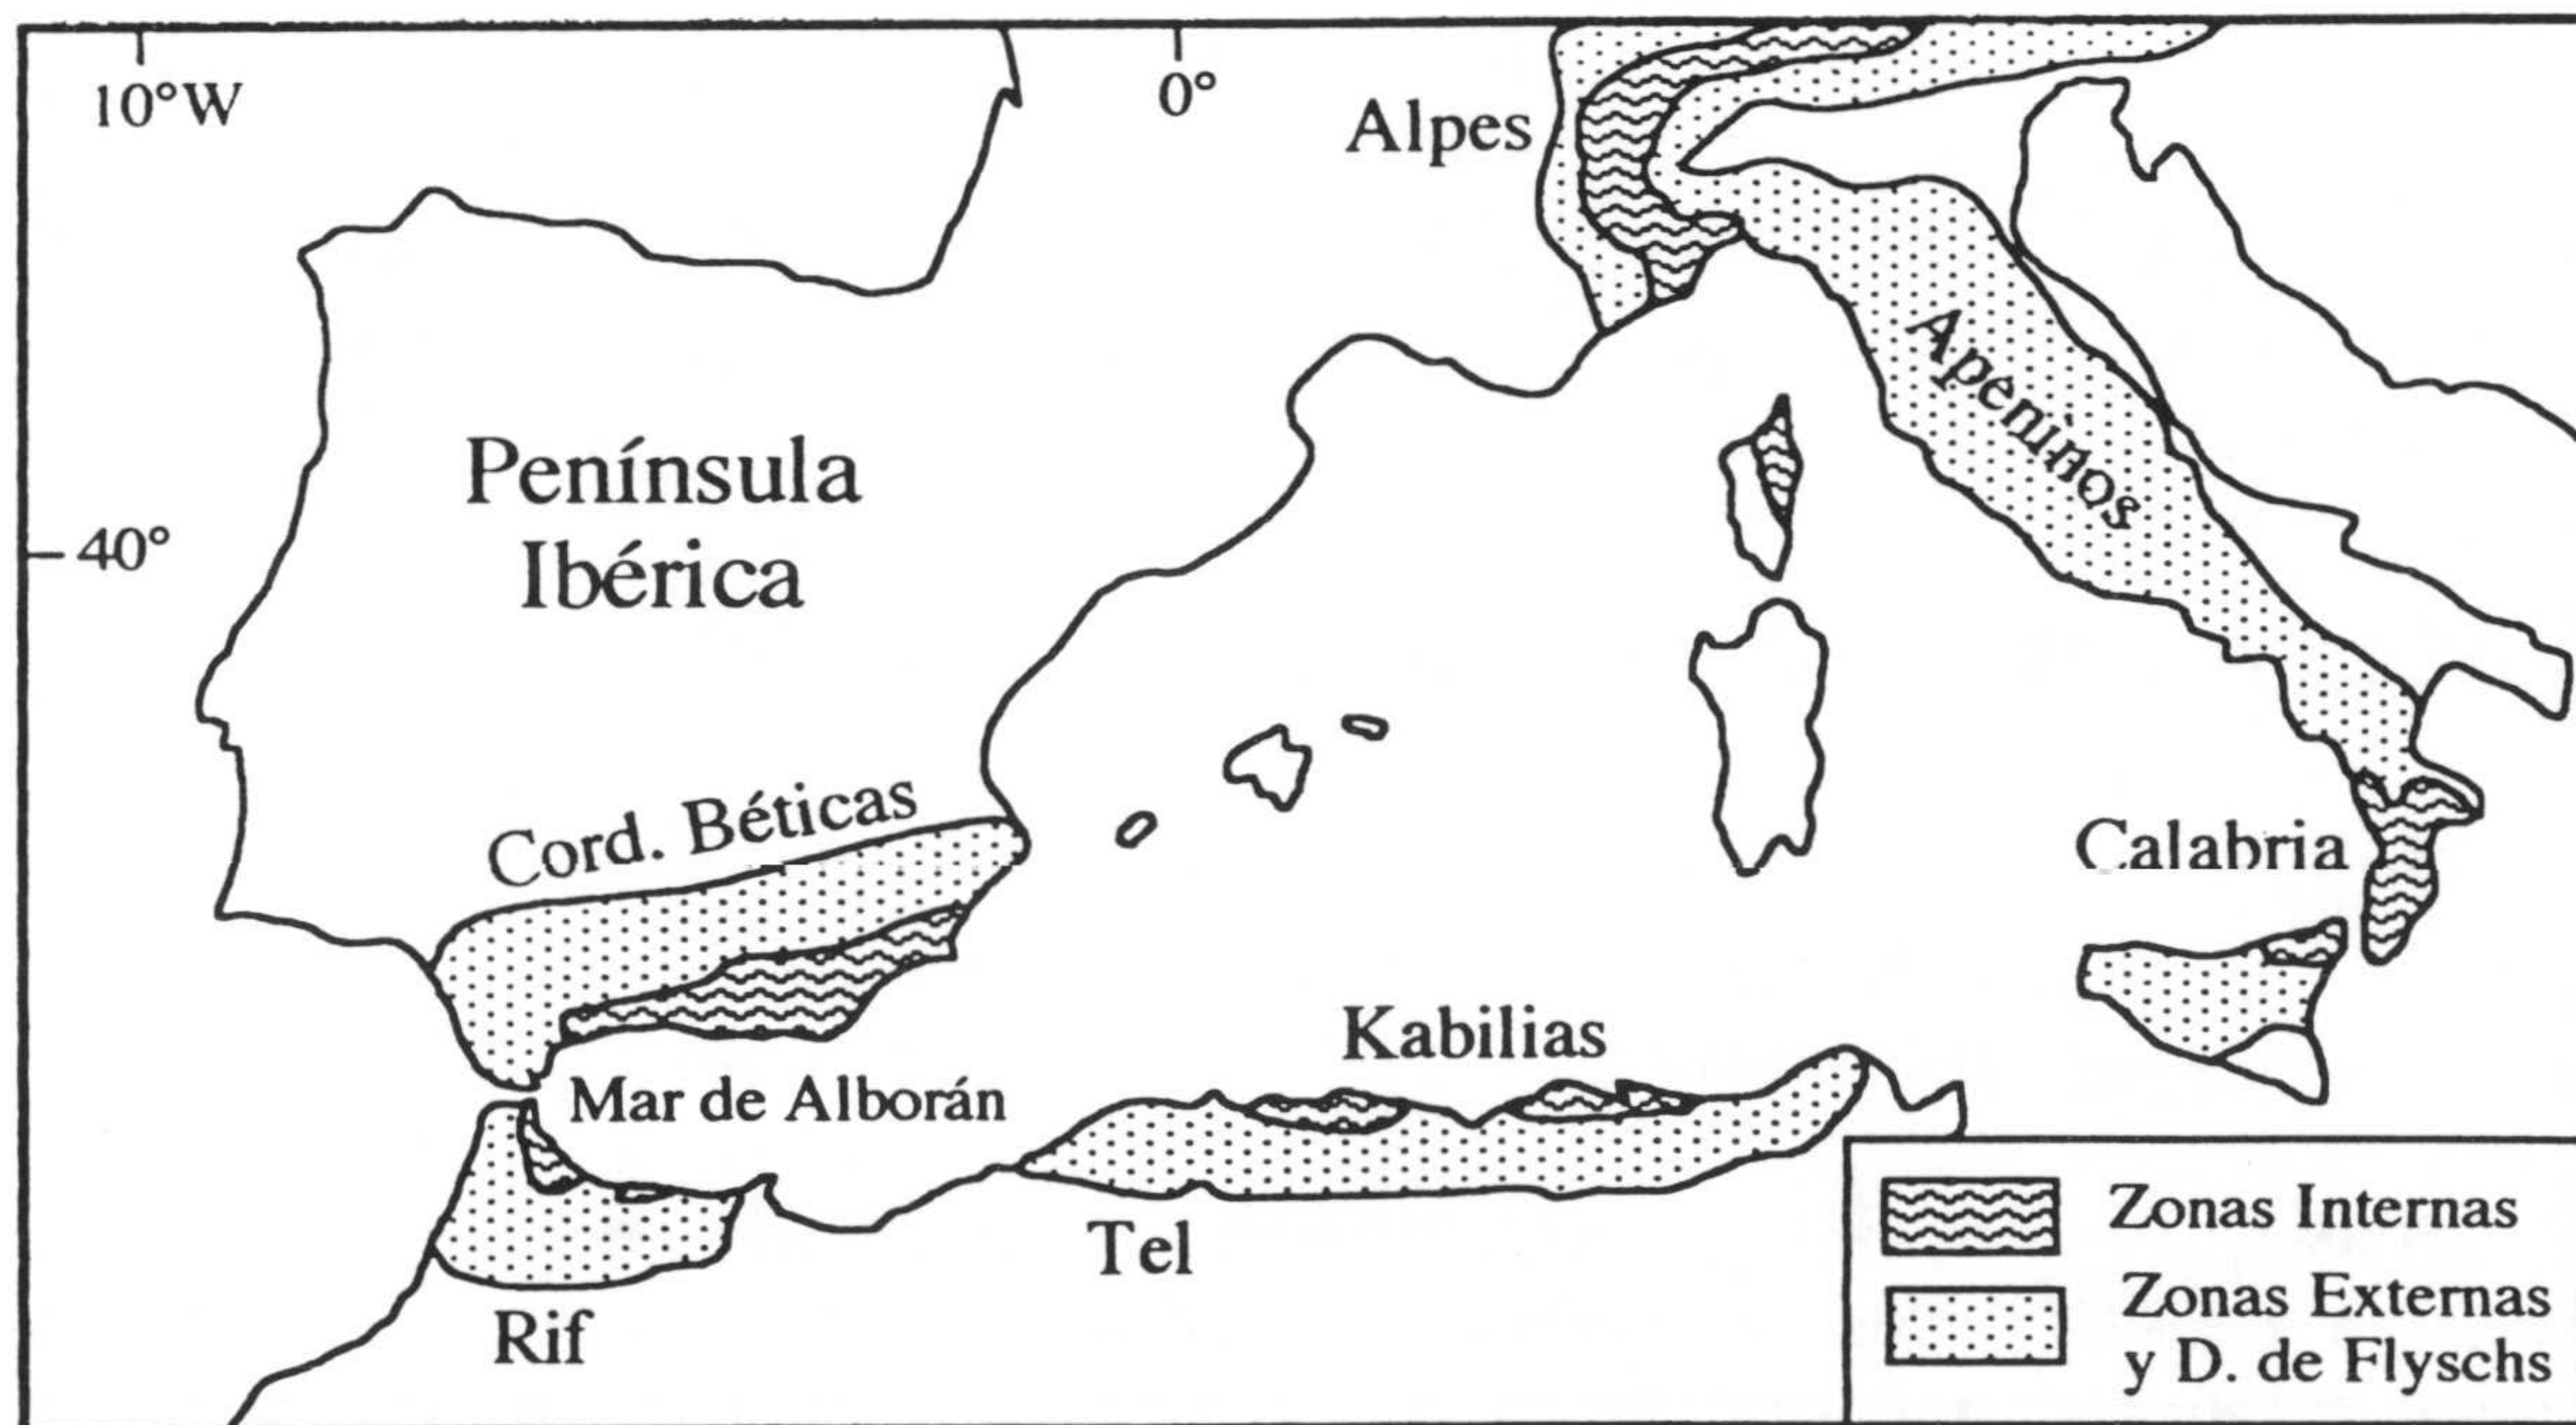 10°W
0°
Alpes
Apeninos
Península
Ibérica
40°
Cord. Béticas
Calabria
Kabilias
Mar de Alborán
Tel
Rif
Zonas Internas
Zonas Externas
y D. de Flyschs